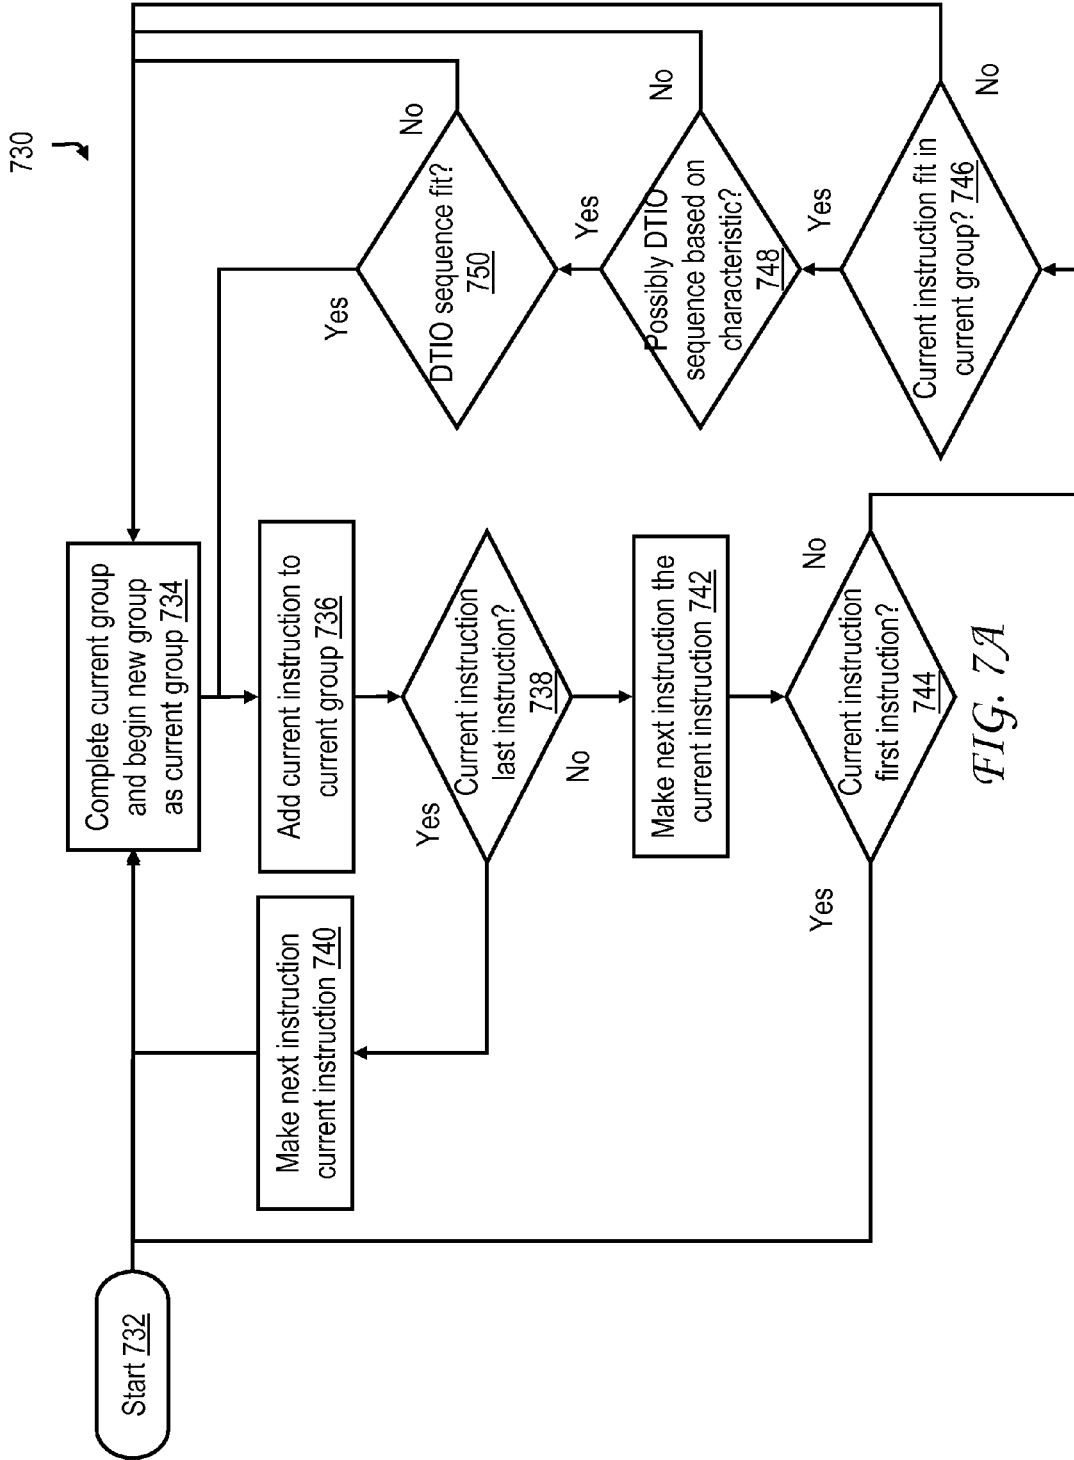 730
Start 732
Complete current group
and begin new group
as current group 734
Add current instruction to
current group 736
Current instruction
last instruction?
738
Yes
No
Make next instruction
current instruction 740
Make next instruction the
current instruction 742
Current instruction
first instruction?
744
Yes
No
Current instruction fit in
current group? 746
Yes
No
Possibly DTIO
sequence based on
characteristic?
748
Yes
No
DTIO sequence fit?
750
Yes
No
FIG. 7A